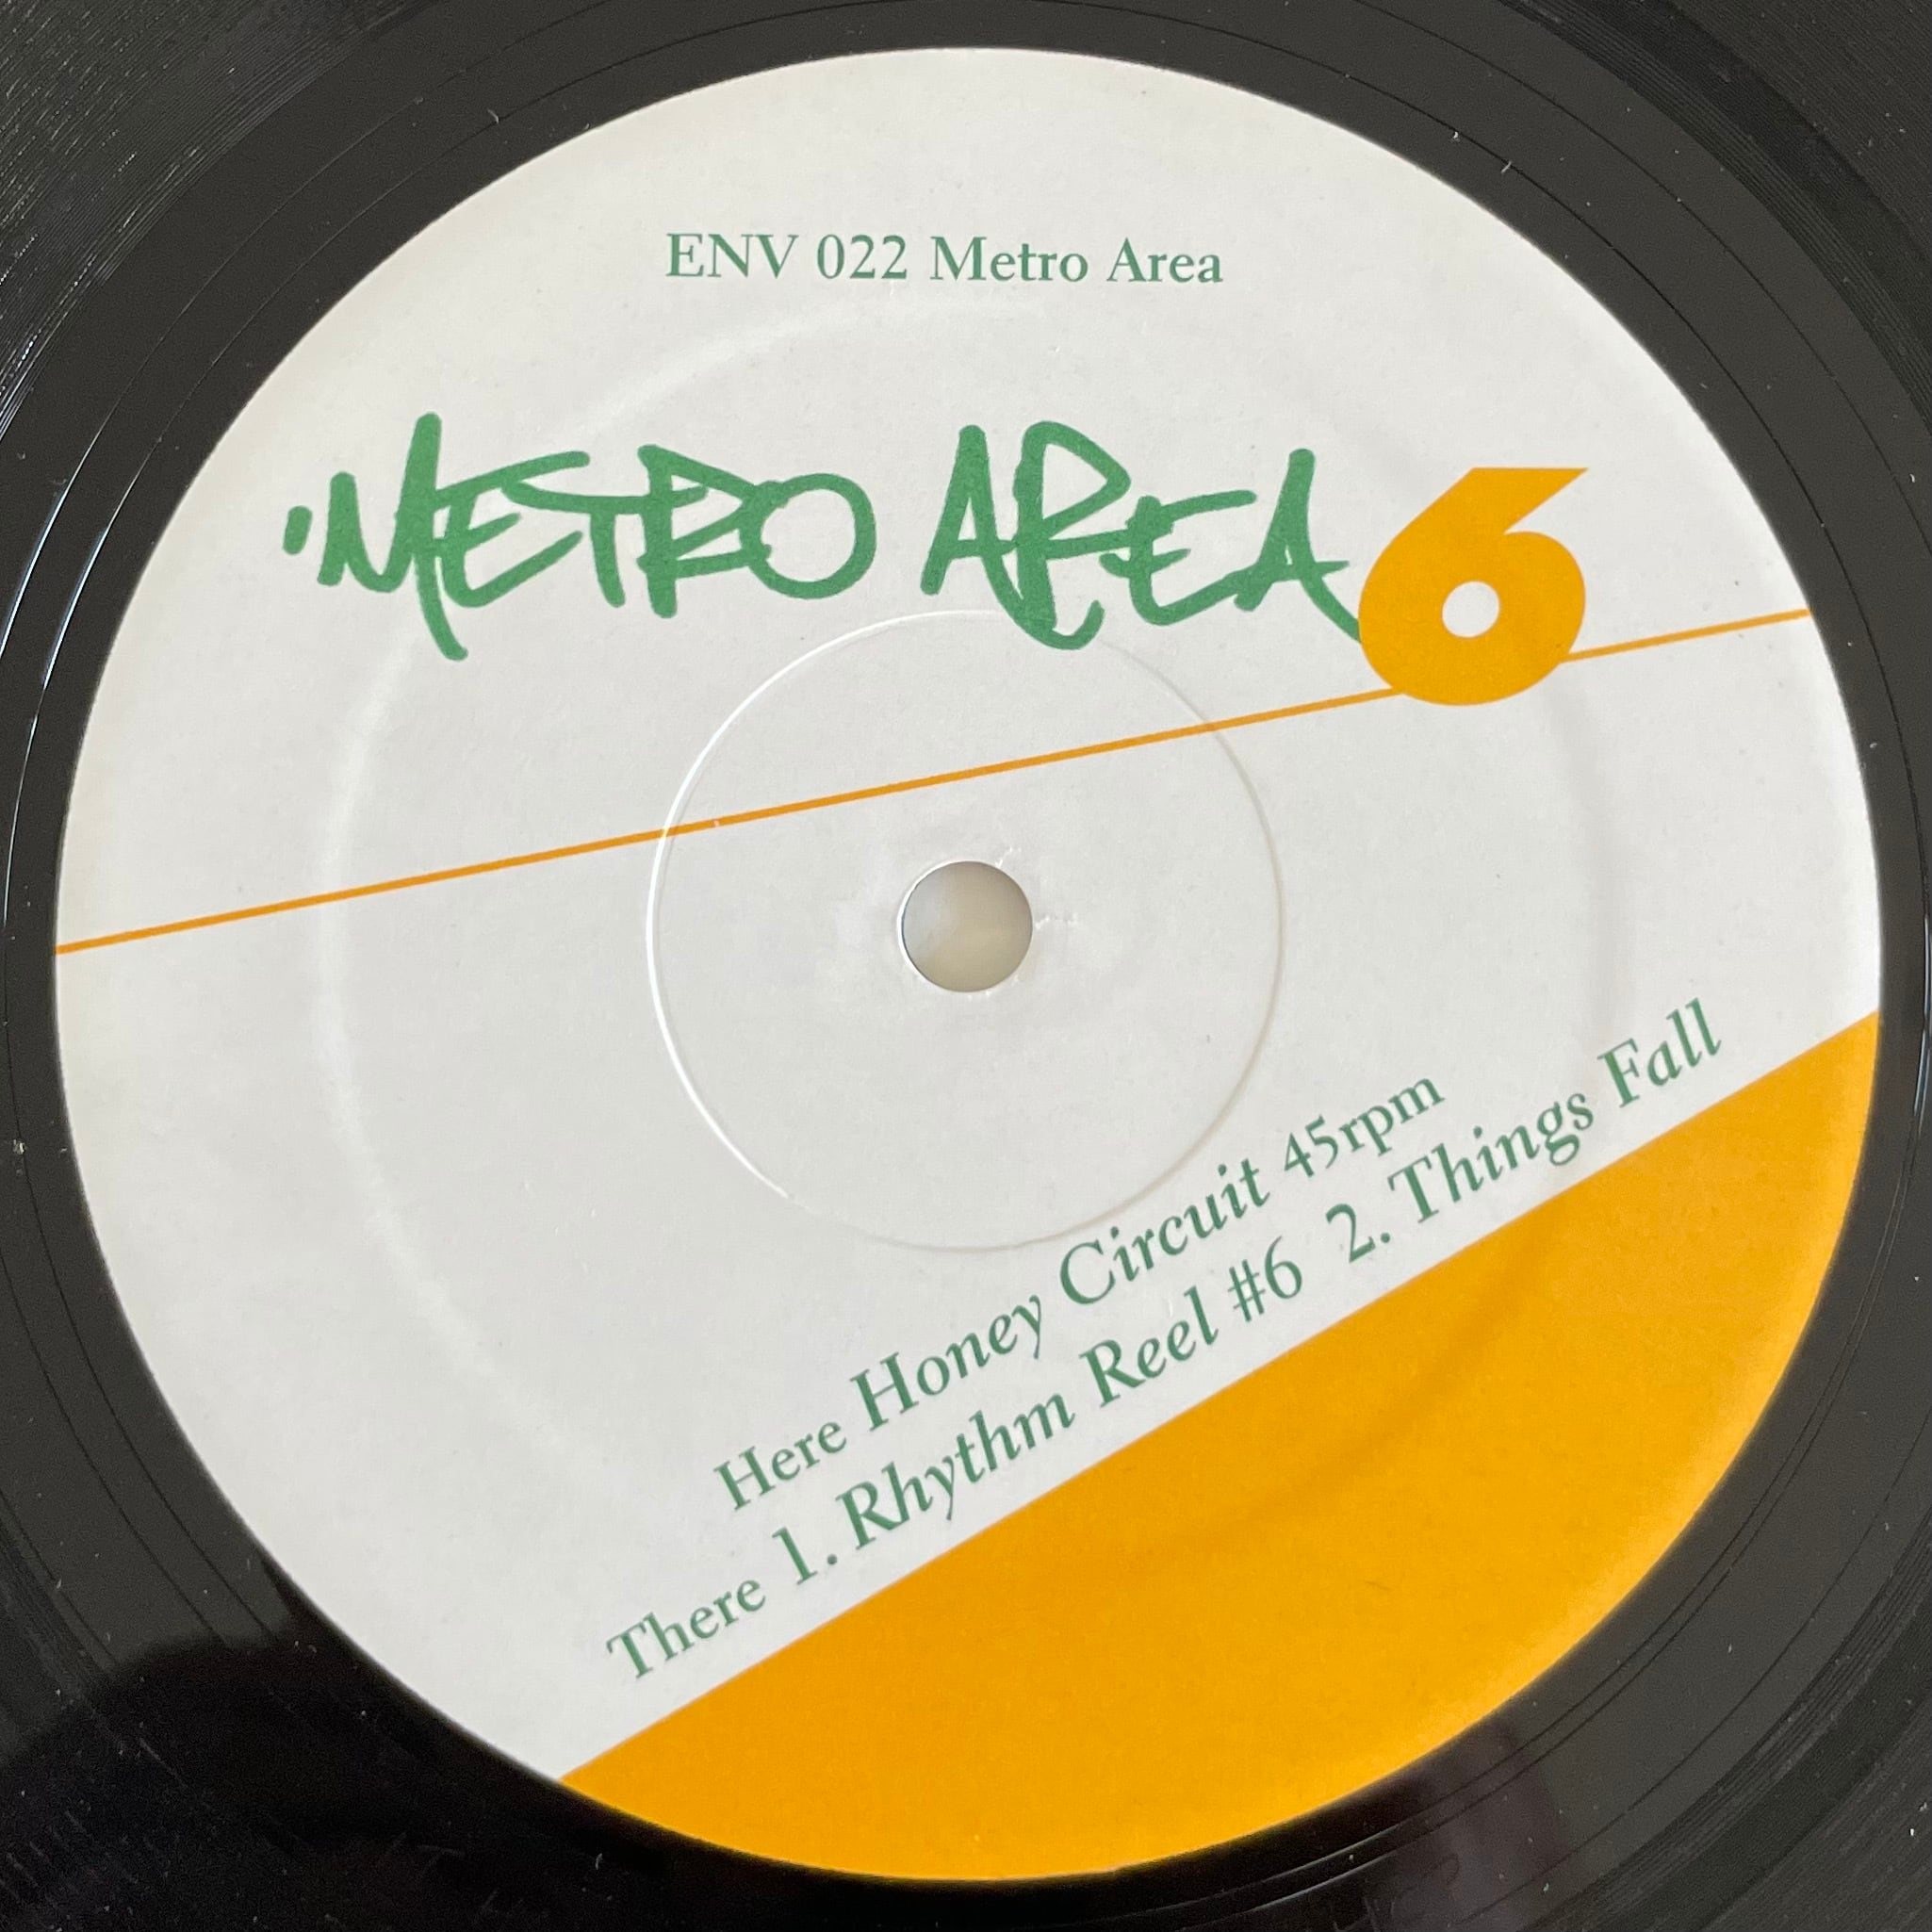 ENV 022 Metro Area
METRO AREA 6
Here Honey Circuit 45rpm
There 1. Rhythm Reel #6 2. Things Fall